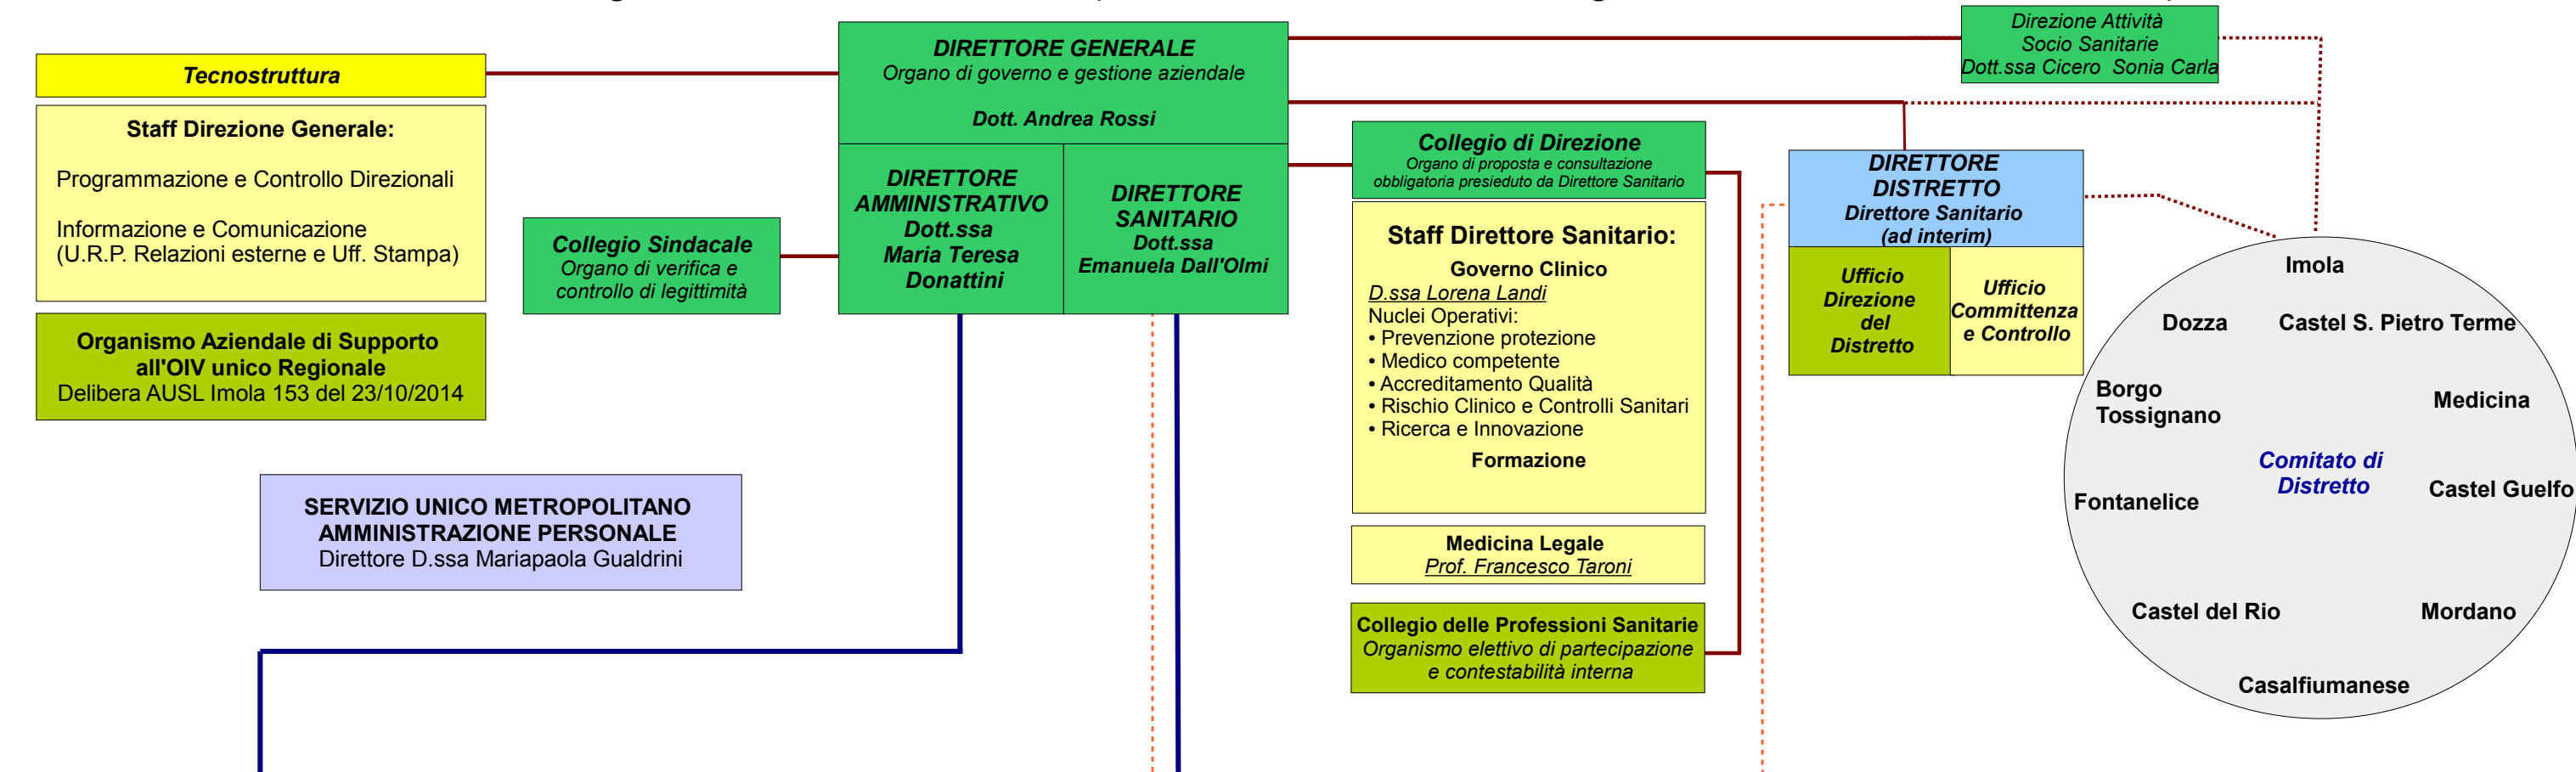 Direzione Attività
Socio Sanitarie
Dott.ssa Cicero Sonia Carla
DIRETTORE GENERALE
Organo di governo e gestione aziendale
Dott. Andrea Rossi
Tecnostruttura
Staff Direzione Generale:
Programmazione e Controllo Direzionali
Informazione e Comunicazione
(U.R.P. Relazioni esterne e Uff. Stampa)
Organismo Aziendale di Supporto
all'OIV unico Regionale
Delibera AUSL Imola 153 del 23/10/2014
Collegio Sindacale
Organo di verifica e
controllo di legittimità
DIRETTORE
AMMINISTRATIVO
Dott.ssa
Maria Teresa
Donattini
DIRETTORE
SANITARIO
Dott.ssa
Emanuela Dall'Olmi
Collegio di Direzione
Organo di proposta e consultazione
obbligatoria presieduto da Direttore Sanitario
Staff Direttore Sanitario:
Governo Clinico
D.ssa Lorena Landi
Nuclei Operativi:
• Prevenzione protezione
• Medico competente
• Accreditamento Qualità
• Rischio Clinico e Controlli Sanitari
• Ricerca e Innovazione
Formazione
Medicina Legale
Prof. Francesco Taroni
Collegio delle Professioni Sanitarie
Organismo elettivo di partecipazione
e contestabilità interna
DIRETTORE
DISTRETTO
Direttore Sanitario
(ad interim)
Ufficio
Direzione
del
Distretto
Ufficio
Committenza
e Controllo
Imola
Dozza
Castel S. Pietro Terme
Borgo
Tossignano
Medicina
Comitato di
Distretto
Castel Guelfo
Fontanelice
Castel del Rio
Mordano
Casalfiumanese
SERVIZIO UNICO METROPOLITANO
AMMINISTRAZIONE PERSONALE
Direttore D.ssa Mariapaola Gualdrini